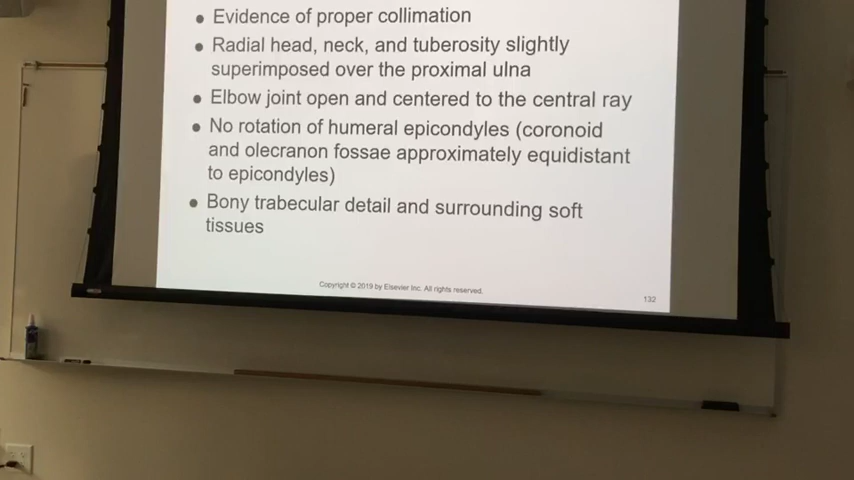 ● Evidence of proper collimation
● Radial head, neck, and tuberosity slightly
superimposed over the proximal ulna
● Elbow joint open and centered to the central ray
● No rotation of humeral epicondyles (coronoid
and olecranon fossae approximately equidistant
to epicondyles)
● Bony trabecular detail and surrounding soft
tissues
Copyright © 2019 by Elsevier Inc. All rights reserved.
132